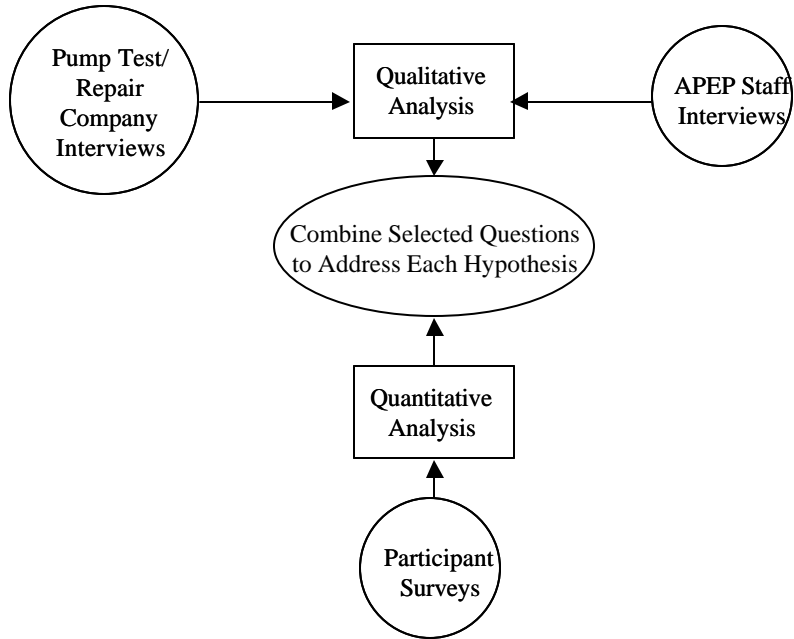 Pump Test/
Repair
Company
Interviews
Qualitative
Analysis
APEP Staff
Interviews
Combine Selected Questions
to Address Each Hypothesis
Quantitative
Analysis
Participant
Surveys